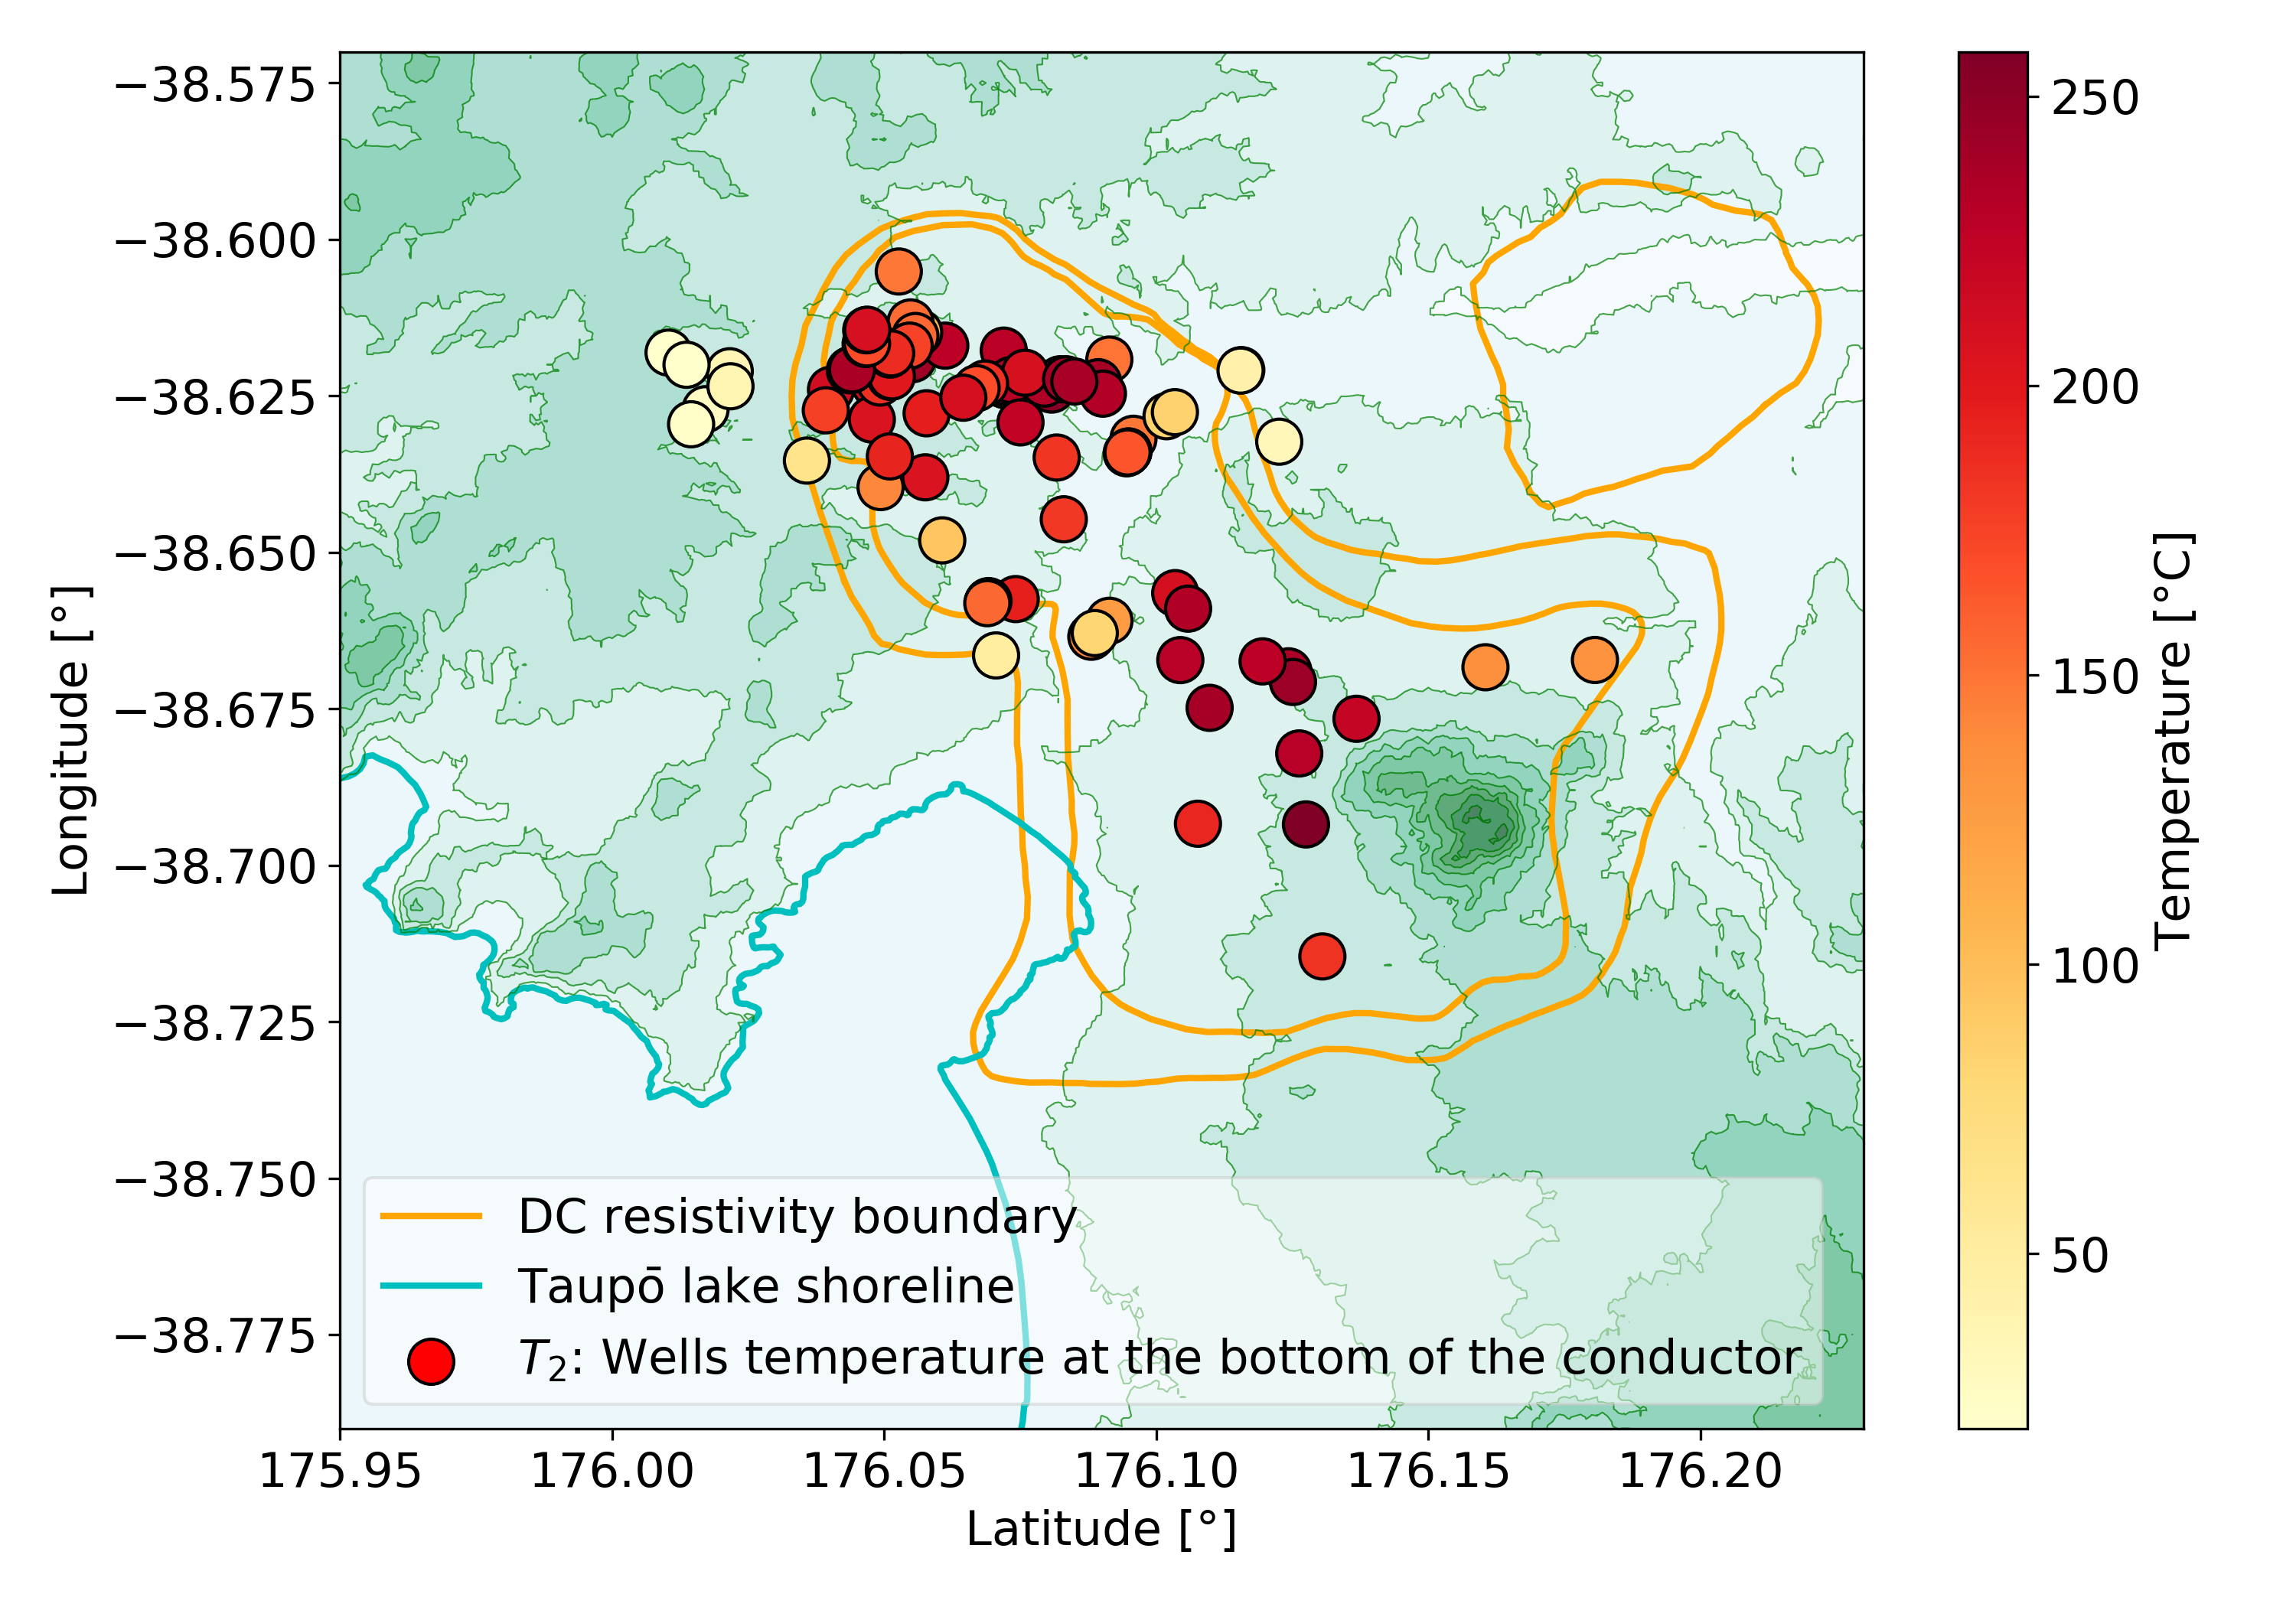 −38.575
−38.600
−38.625
−38.650
−38.675
−38.700
−38.725
−38.750
−38.775
Longitude [°]
175.95 176.00 176.05 176.10 176.15 176.20
Latitude [°]
DC resistivity boundary
Taupō lake shoreline
T₂: Wells temperature at the bottom of the conductor
250
200
150
100
50
Temperature [°C]